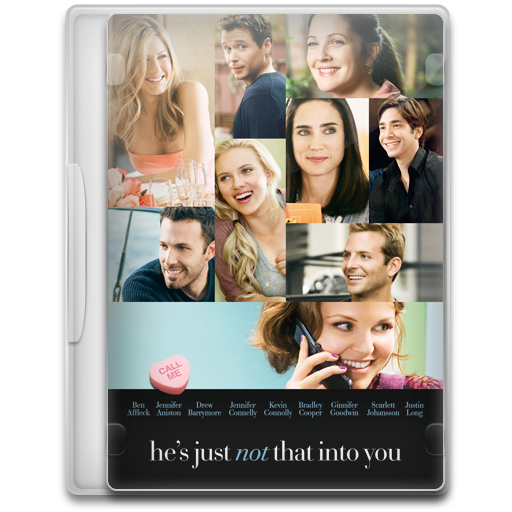 CALL
ME
Ben Jennifer Drew Jennifer Kevin Bradley Ginnifer Scarlett Justin
Affleck Aniston Barrymore Connelly Connolly Cooper Goodwin Johansson Long
he's just not that into you